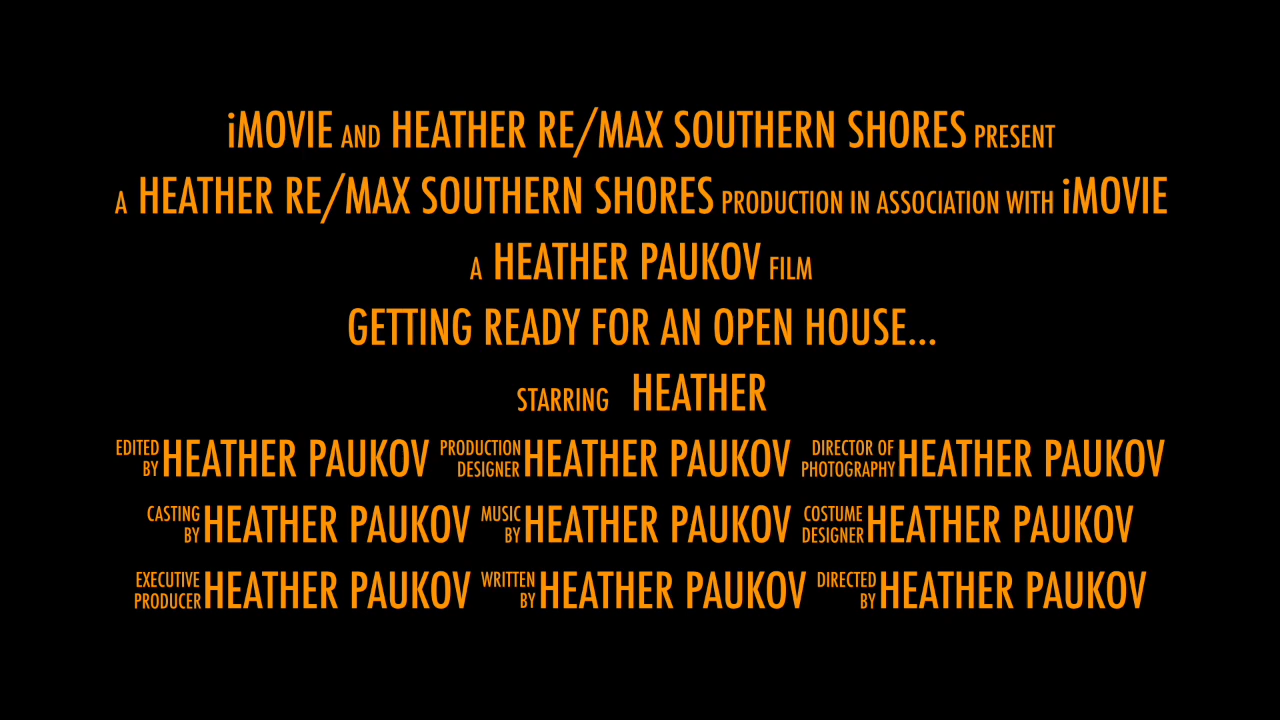 iMOVIE AND HEATHER RE/MAX SOUTHERN SHORES PRESENT
A HEATHER RE/MAX SOUTHERN SHORES PRODUCTION IN ASSOCIATION WITH iMOVIE
A HEATHER PAUKOV FILM
GETTING READY FOR AN OPEN HOUSE...
STARRING HEATHER
EDITED BY HEATHER PAUKOV PRODUCTION DESIGNER HEATHER PAUKOV DIRECTOR OF PHOTOGRAPHY HEATHER PAUKOV
CASTING BY HEATHER PAUKOV MUSIC BY HEATHER PAUKOV COSTUME DESIGNER HEATHER PAUKOV
EXECUTIVE PRODUCER HEATHER PAUKOV WRITTEN BY HEATHER PAUKOV DIRECTED BY HEATHER PAUKOV